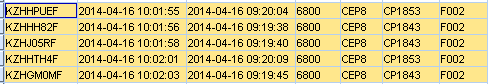 KZHHPUEF 2014-04-16 10:01:55 2014-04-16 09:20:04 6800 CEP8 CP1853 F002
KZHHH82F 2014-04-16 10:01:56 2014-04-16 09:19:38 6800 CEP8 CP1843 F002
KZHJ05RF 2014-04-16 10:01:58 2014-04-16 09:19:40 6800 CEP8 CP1843 F002
KZHHTH4F 2014-04-16 10:02:01 2014-04-16 09:20:09 6800 CEP8 CP1853 F002
KZHGM0MF 2014-04-16 10:02:03 2014-04-16 09:19:45 6800 CEP8 CP1843 F002